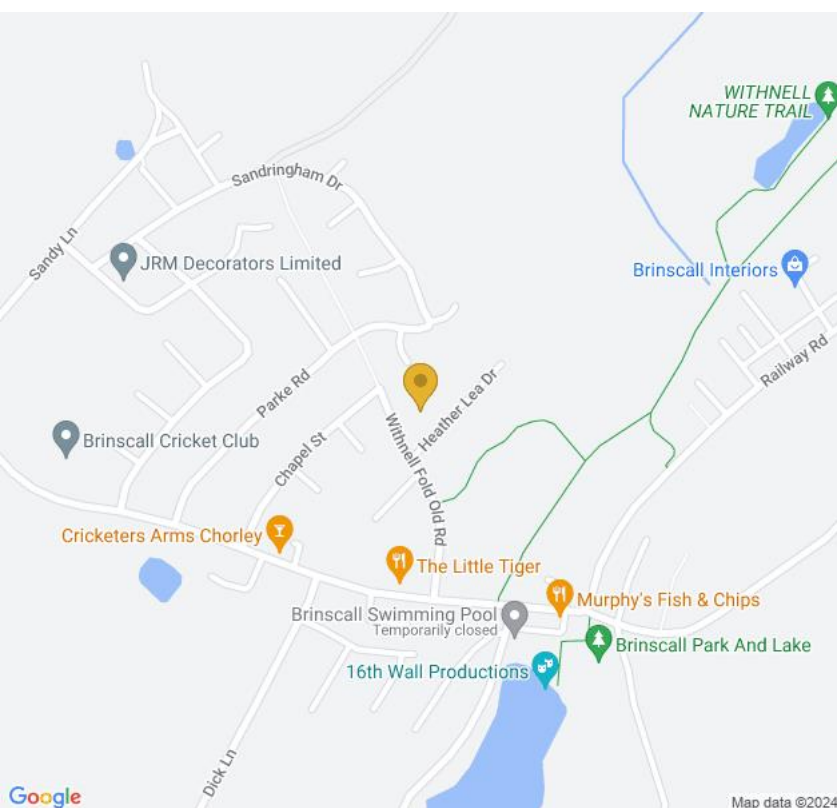 WITHNELL
NATURE TRAIL
Sandringham Dr
Sandy Ln
JRM Decorators Limited
Brinscall Interiors
Railway Rd
Parke Rd
Heather Lea Dr
Brinscall Cricket Club
Chapel St
Withnell Fold Old Rd
Cricketers Arms Chorley
The Little Tiger
Murphy's Fish & Chips
Brinscall Swimming Pool
Temporarily closed
Brinscall Park And Lake
16th Wall Productions
Dick Ln
Google
Map data ©2024